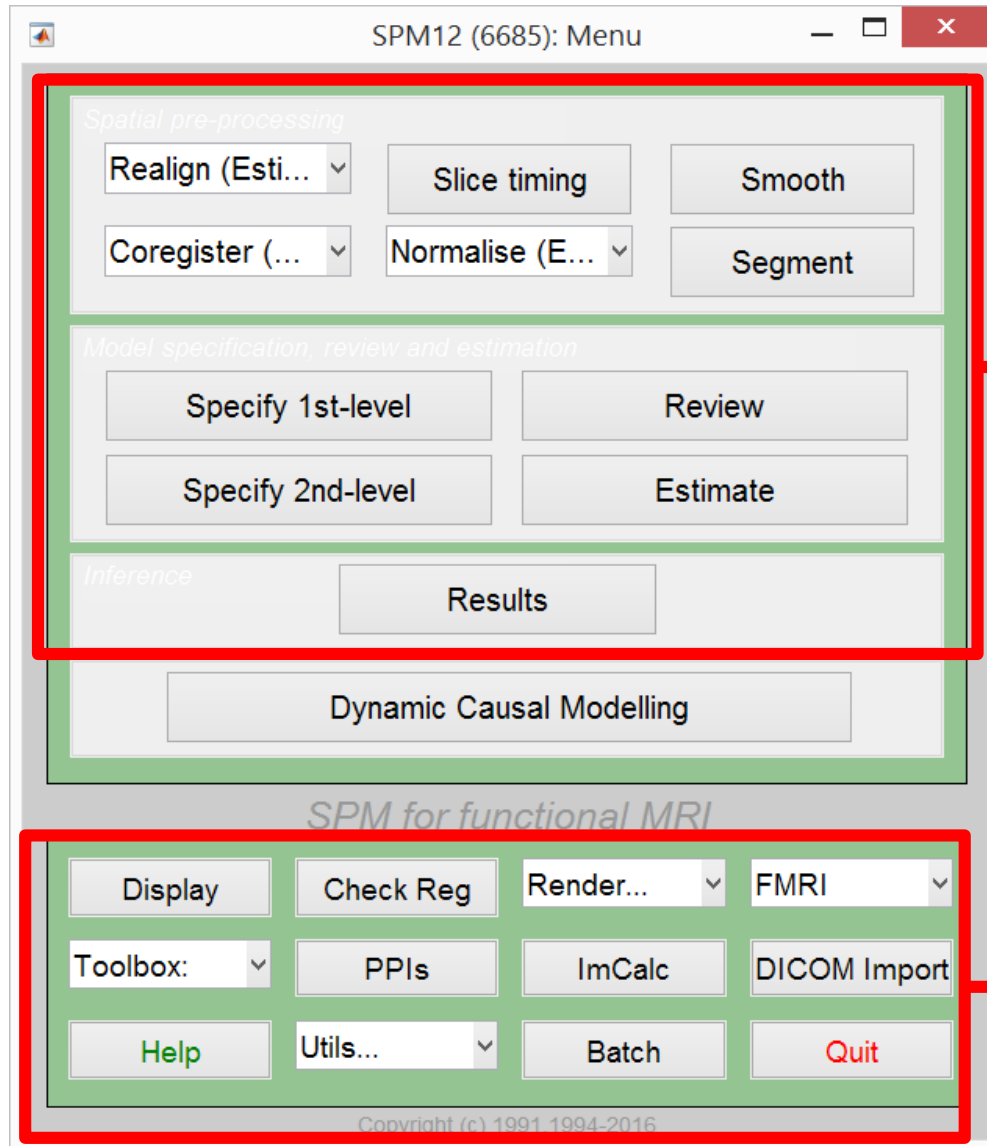 SPM12 (6685): Menu
Spatial pre-processing
Realign (Esti...
Slice timing
Smooth
Coregister (...
Normalise (E...
Segment
Model specification, review and estimation
Specify 1st-level
Review
Specify 2nd-level
Estimate
Inference
Results
Dynamic Causal Modelling
SPM for functional MRI
Display
Check Reg
Render...
FMRI
Toolbox:
PPIs
ImCalc
DICOM Import
Help
Utils...
Batch
Quit
Copyright (c) 1991,1994-2016